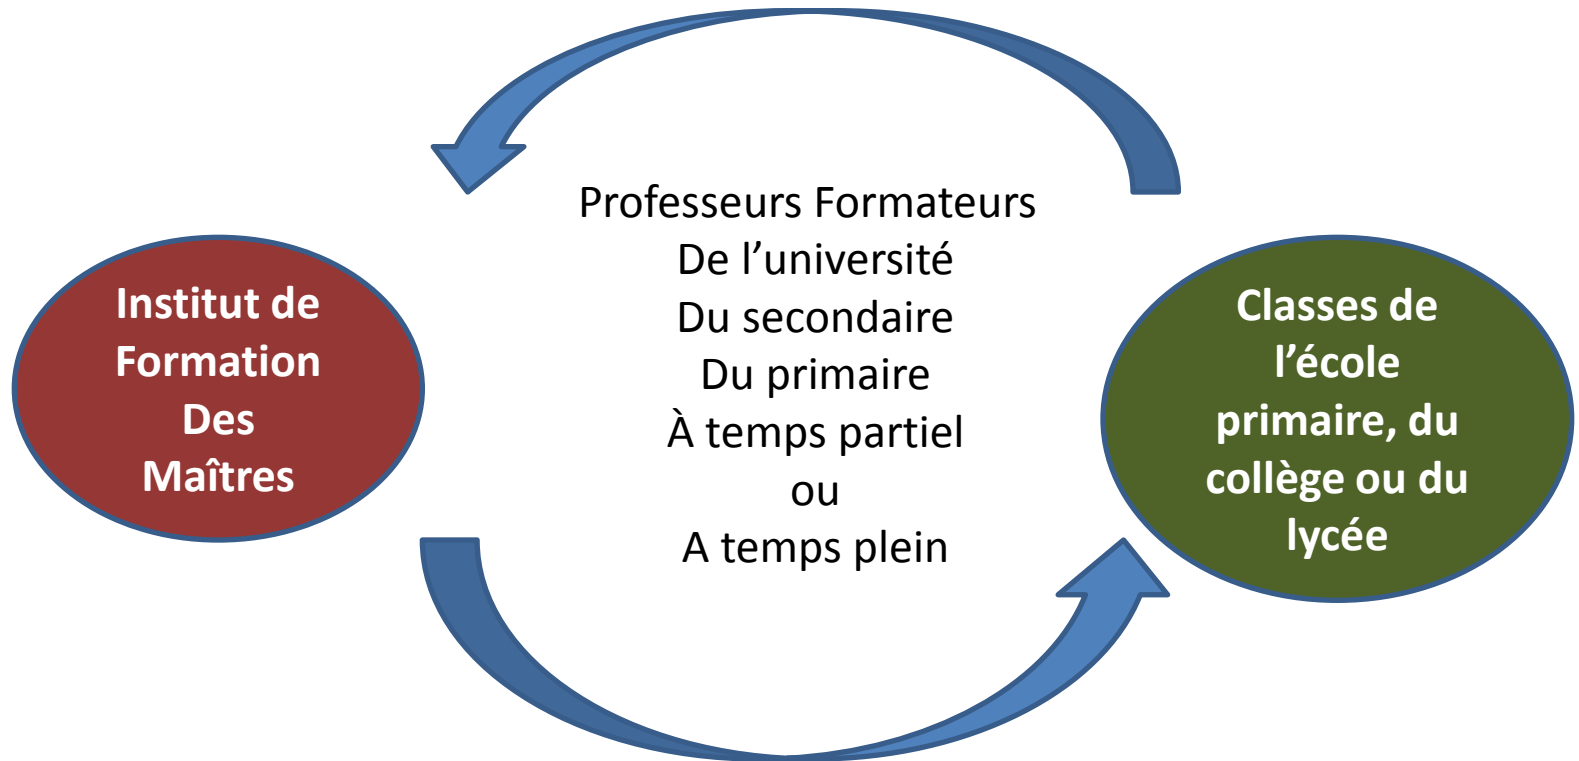 Institut de
Formation
Des
Maîtres
Professeurs Formateurs
De l’université
Du secondaire
Du primaire
À temps partiel
ou
A temps plein
Classes de
l’école
primaire, du
collège ou du
lycée